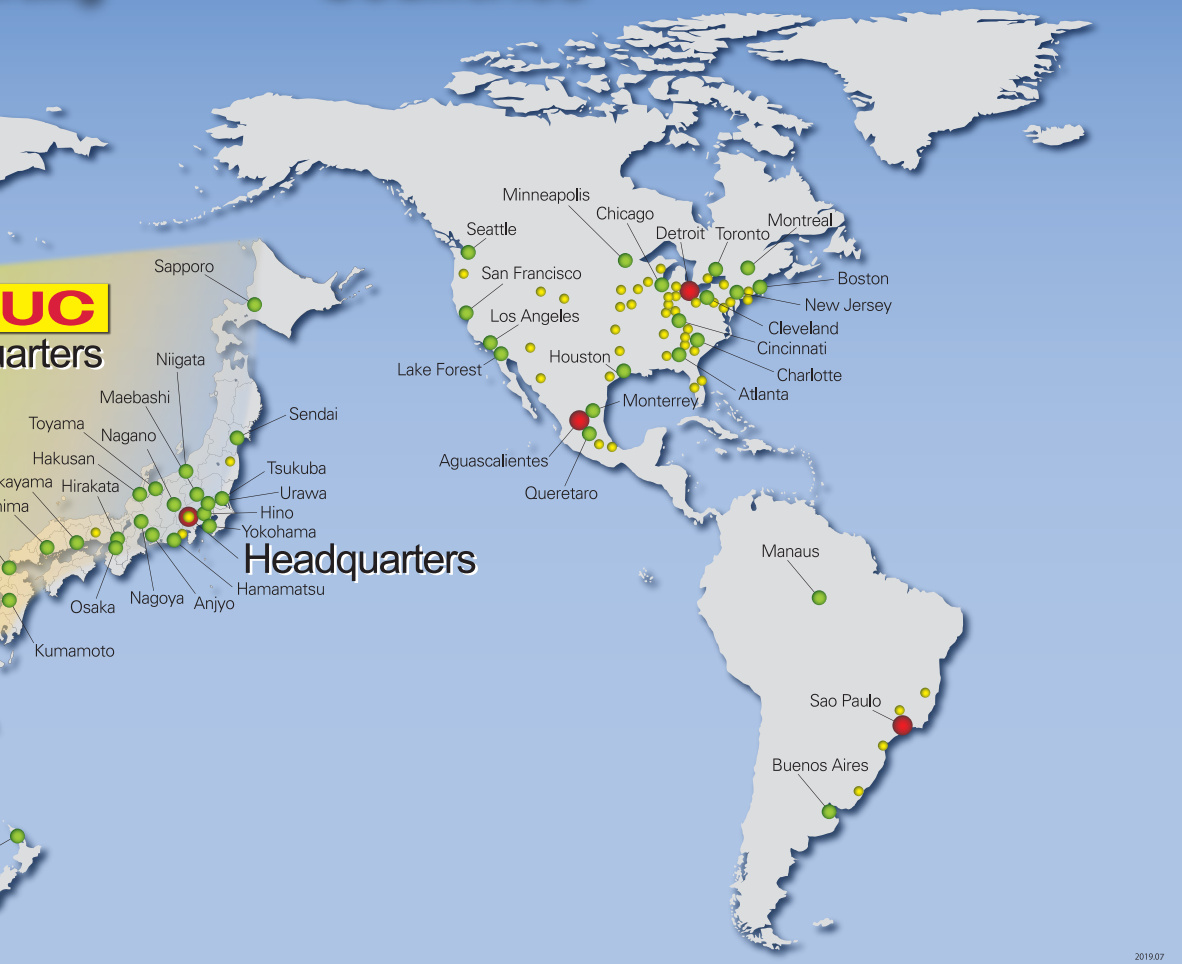 Minneapolis
Chicago
Montreal
Seattle
Detroit
Toronto
Sapporo
San Francisco
Boston
UC
New Jersey
Los Angeles
Cleveland
arters
Cincinnati
Niigata
Houston
Lake Forest
Charlotte
Maebashi
Atlanta
Monterrey
Sendai
Toyama
Nagano
Hakusan
Aguascalientes
Tsukuba
kayama
Hirakata
Urawa
Queretaro
ima
Hino
Yokohama
Headquarters
Manaus
Hamamatsu
Nagoya
Anjyo
Osaka
Kumamoto
Sao Paulo
Buenos Aires
2019.07